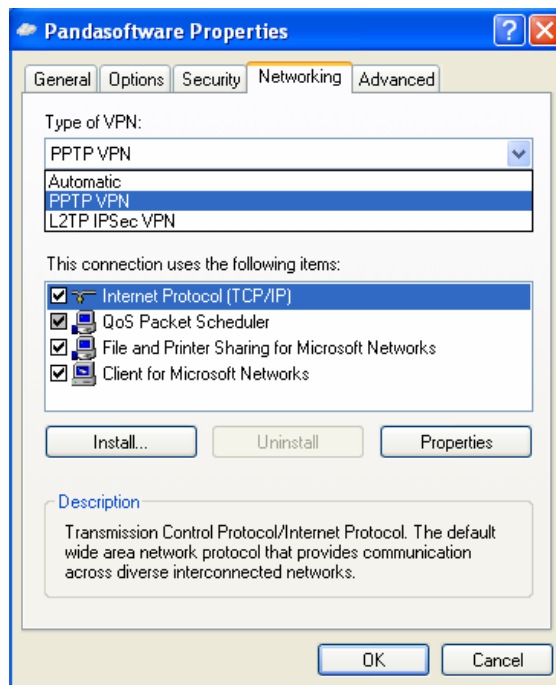 Pandasoftware Properties
General Options Security Networking Advanced
Type of VPN:
PPTP VPN
Automatic
PPTP VPN
L2TP IPSec VPN
This connection uses the following items:
Internet Protocol (TCP/IP)
QoS Packet Scheduler
File and Printer Sharing for Microsoft Networks
Client for Microsoft Networks
Install... Uninstall Properties
Description
Transmission Control Protocol/Internet Protocol. The default
wide area network protocol that provides communication
across diverse interconnected networks.
OK Cancel